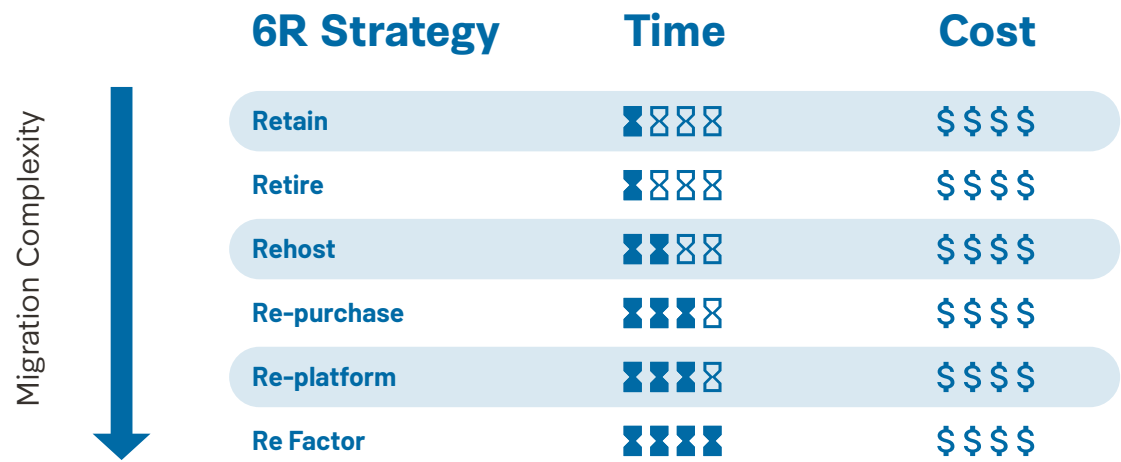 6R Strategy Time Cost
Migration Complexity
Retain $ $ $ $
Retire $ $ $ $
Rehost $ $ $ $
Re-purchase $ $ $ $
Re-platform $ $ $ $
Re Factor $ $ $ $